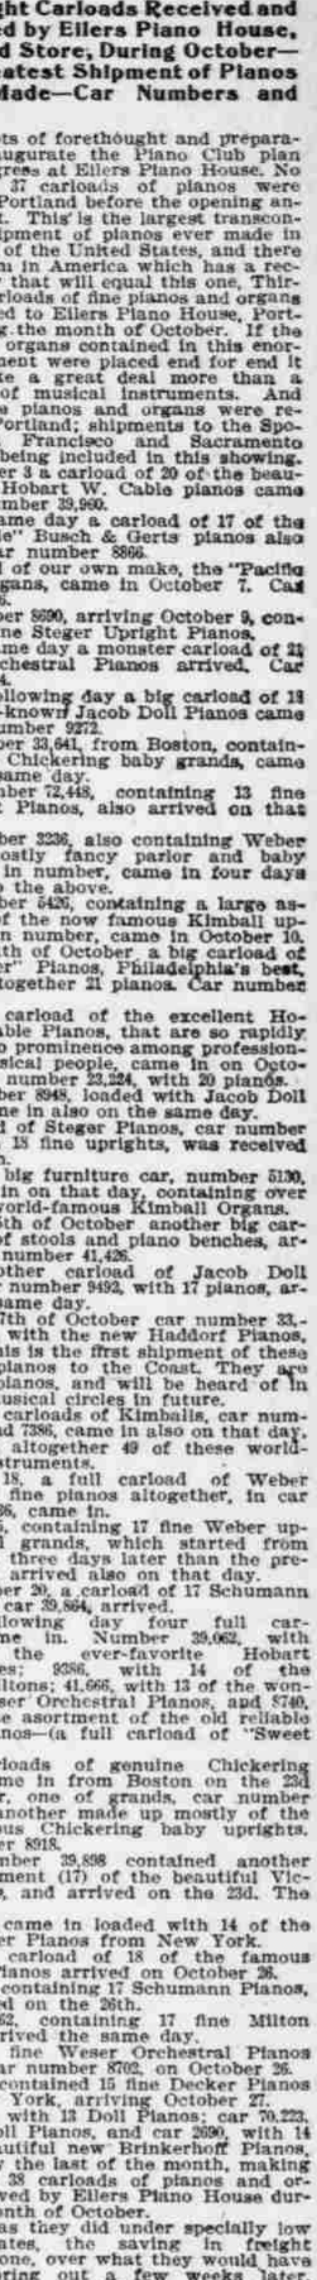 ght Carloads Received and
ed by Eilers Piano House,
d Store, During October—
eatest Shipment of Pianos
Made—Car Numbers and
ts of forethought and prepara-
augurate the Piano Club plan
gress at Eilers Piano House. No
37 carloads of pianos were
Portland before the opening an-
t. This is the largest transcon-
ipment of pianos ever made in
of the United States, and there
m in America which has a rec-
that will equal this one, Thir-
rloads of fine pianos and organs
ed to Eilers Piano House, Port-
g the month of October. If the
organs contained in this enor-
ment were placed end for end it
ke a great deal more than a
of musical instruments. And
e pianos and organs were re-
Portland; shipments to the Spo-
Francisco and Sacramento
being included in this showing.
er 3 a carload of 20 of the beau-
Hobart W. Cable pianos came
mber 39,960.
ame day a carload of 17 of the
le" Busch & Gerts pianos also
ar number 8866.
d of our own make, the "Pacific
gans, came in October 7. Car
6.
ber 8690, arriving October 9, con-
ne Steger Upright Pianos.
me day a monster carload of 21
chestral Pianos arrived. Car
4.
ollowing day a big carload of 18
-known Jacob Doll Pianos came
umber 9272.
ber 33,641, from Boston, contain-
Chickering baby grands, came
same day.
mber 72,448, containing 13 fine
t Pianos, also arrived on that
ber 3236, also containing Weber
ostly fancy parlor and baby
in number, came in four days
o the above.
ber 5426, containing a large as-
f the now famous Kimball up-
n number, came in October 10.
th of October a big carload of
er" Pianos, Philadelphia's best,
together 21 pianos. Car number
carload of the excellent Ho-
able Pianos, that are so rapidly
o prominence among profession-
sical people, came in on Octo-
number 23,224, with 20 pianos.
ber 8948, loaded with Jacob Doll
ne in also on the same day.
d of Steger Pianos, car number
18 fine uprights, was received
n.
big furniture car, number 5130,
in on that day, containing over
world-famous Kimball Organs.
5th of October another big car-
of stools and piano benches, ar-
number 41,426.
other carload of Jacob Doll
r number 9492, with 17 pianos, ar-
same day.
7th of October car number 33,-
with the new Haddorf Pianos,
his is the first shipment of these
pianos to the Coast. They are
pianos, and will be heard of in
usical circles in future.
carloads of Kimballs, car num-
nd 7386, came in also on that day,
altogether 49 of these world-
struments.
18, a full carload of Weber
fine pianos altogether, in car
36, came in.
5, containing 17 fine Weber up-
d grands, which started from
three days later than the pre-
arrived also on that day.
ber 20, a carload of 17 Schumann
car 39,864, arrived.
llowing day four full car-
me in. Number 39,062, with
the ever-favorite Hobart
es; 9386, with 14 of the
iltons; 41,666, with 13 of the won-
ser Orchestral Pianos, and 8740,
e asortment of the old reliable
nos—(a full carload of "Sweet
rloads of genuine Chickering
me in from Boston on the 23d
r, one of grands, car number
another made up mostly of the
ous Chickering baby uprights.
er 8918.
mber 29,898 contained another
ment (17) of the beautiful Vic-
, and arrived on the 23d. The
came in loaded with 14 of the
er Pianos from New York.
carload of 18 of the famous
Pianos arrived on October 26.
containing 17 Schumann Pianos,
ed on the 26th.
62, containing 17 fine Milton
rived the same day.
fine Weser Orchestral Pianos
ar number 8702, on October 26.
contained 15 fine Decker Pianos
York, arriving October 27.
with 13 Doll Pianos; car 70,223,
oll Pianos, and car 2690, with 14
autiful new Brinkerhoff Pianos,
y the last of the month, making
38 carloads of pianos and or-
ved by Eilers Piano House dur-
onth of October.
as they did under specially low
ates, the saving in freight
one, over what they would have
bring out a few weeks later,